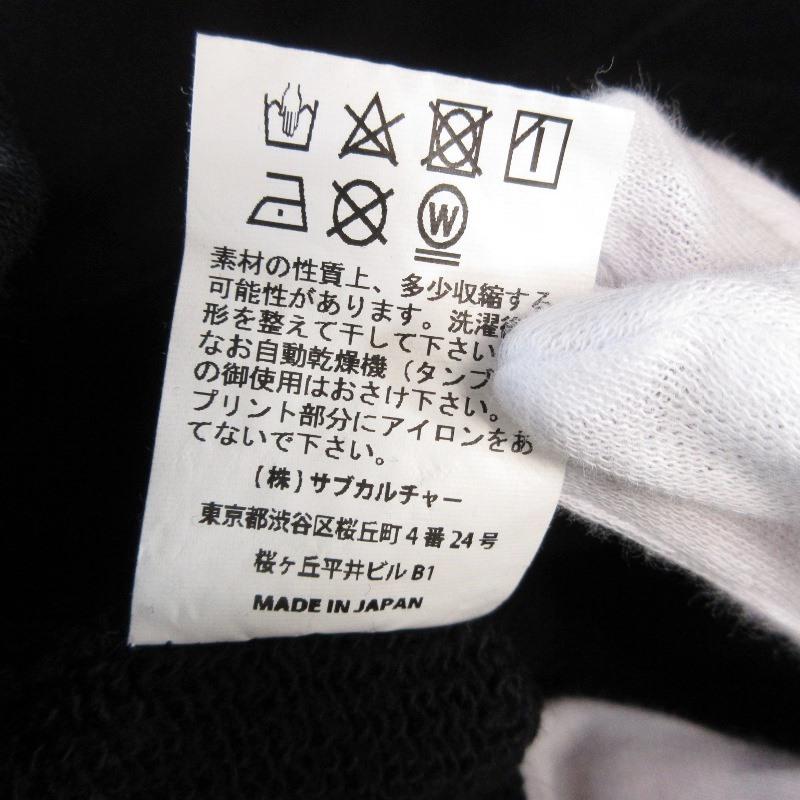 W
素材の性質上、多少収縮する
可能性があります。洗濯後
形を整えて干して下さい
なお自動乾燥機（タンブ
の御使用はおさけ下さい。
プリント部分にアイロンをあ
てないで下さい。
(株)サブカルチャー
東京都渋谷区桜丘町4番24号
桜ヶ丘平井ビルB1
MADE IN JAPAN